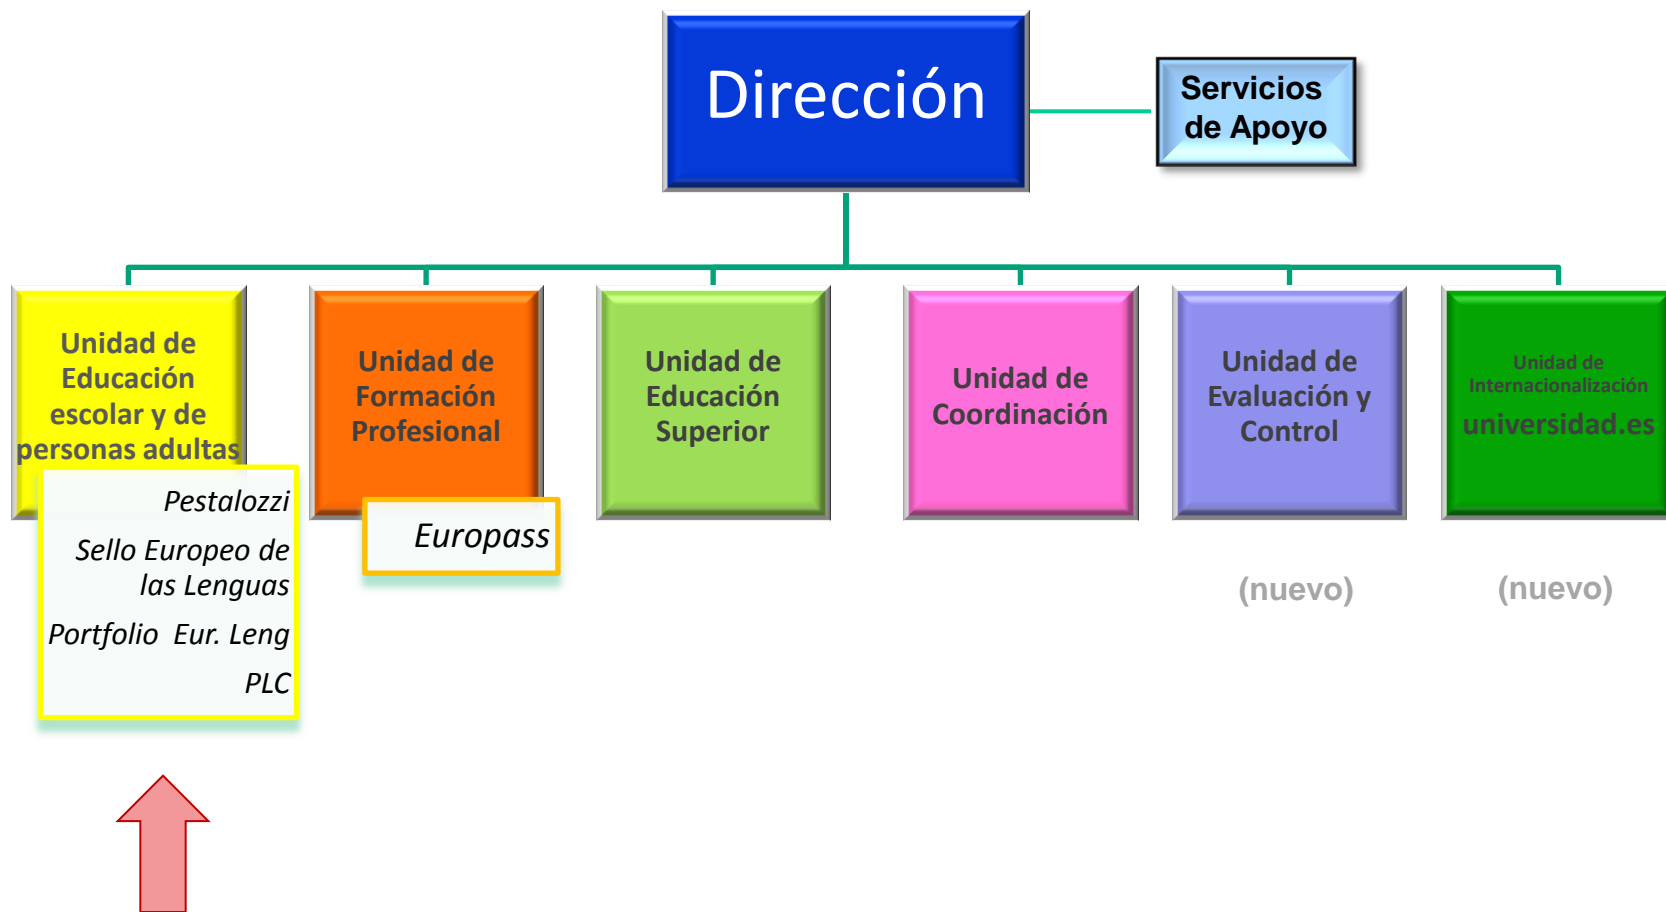 Dirección
Servicios
de Apoyo
Unidad de
Educación
escolar y de
personas adultas
Unidad de
Formación
Profesional
Unidad de
Educación
Superior
Unidad de
Coordinación
Unidad de
Evaluación y
Control
Unidad de
Internacionalización
universidad.es
Pestalozzi
Sello Europeo de
las Lenguas
Portfolio Eur. Leng
PLC
Europass
(nuevo)
(nuevo)